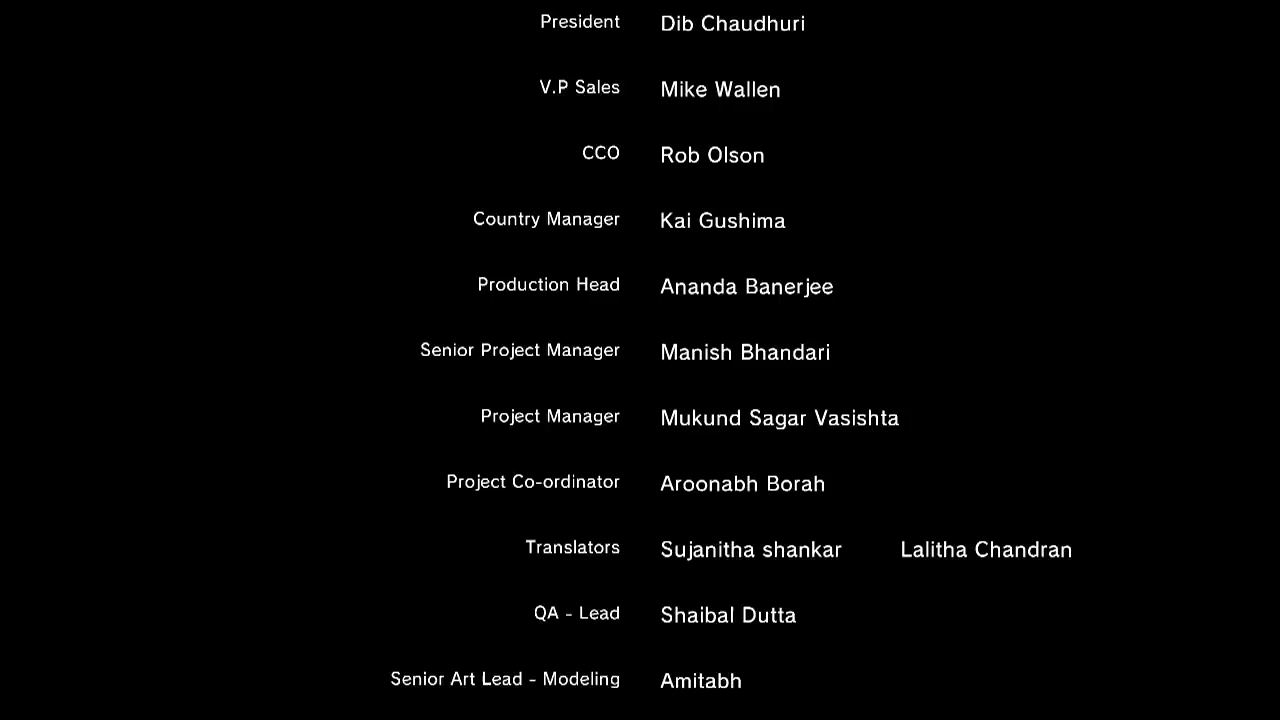 President Dib Chaudhuri
V.P Sales Mike Wallen
CCO Rob Olson
Country Manager Kai Gushima
Production Head Ananda Banerjee
Senior Project Manager Manish Bhandari
Project Manager Mukund Sagar Vasishta
Project Co-ordinator Aroonabh Borah
Translators Sujanitha shankar Lalitha Chandran
QA - Lead Shaibal Dutta
Senior Art Lead - Modeling Amitabh